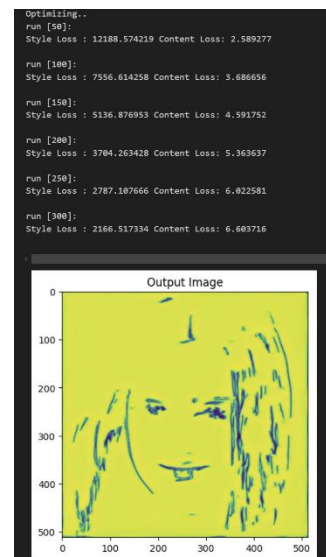 Optimizing..
run [50]:
Style Loss : 12188.574219 Content Loss: 2.589277
run [100]:
Style Loss : 7556.614258 Content Loss: 3.686656
run [150]:
Style Loss : 5136.876953 Content Loss: 4.591752
run [200]:
Style Loss : 3704.263428 Content Loss: 5.363637
run [250]:
Style Loss : 2787.107666 Content Loss: 6.022581
run [300]:
Style Loss : 2166.517334 Content Loss: 6.603716
Output Image
0
100
200
300
400
500
0 100 200 300 400 500